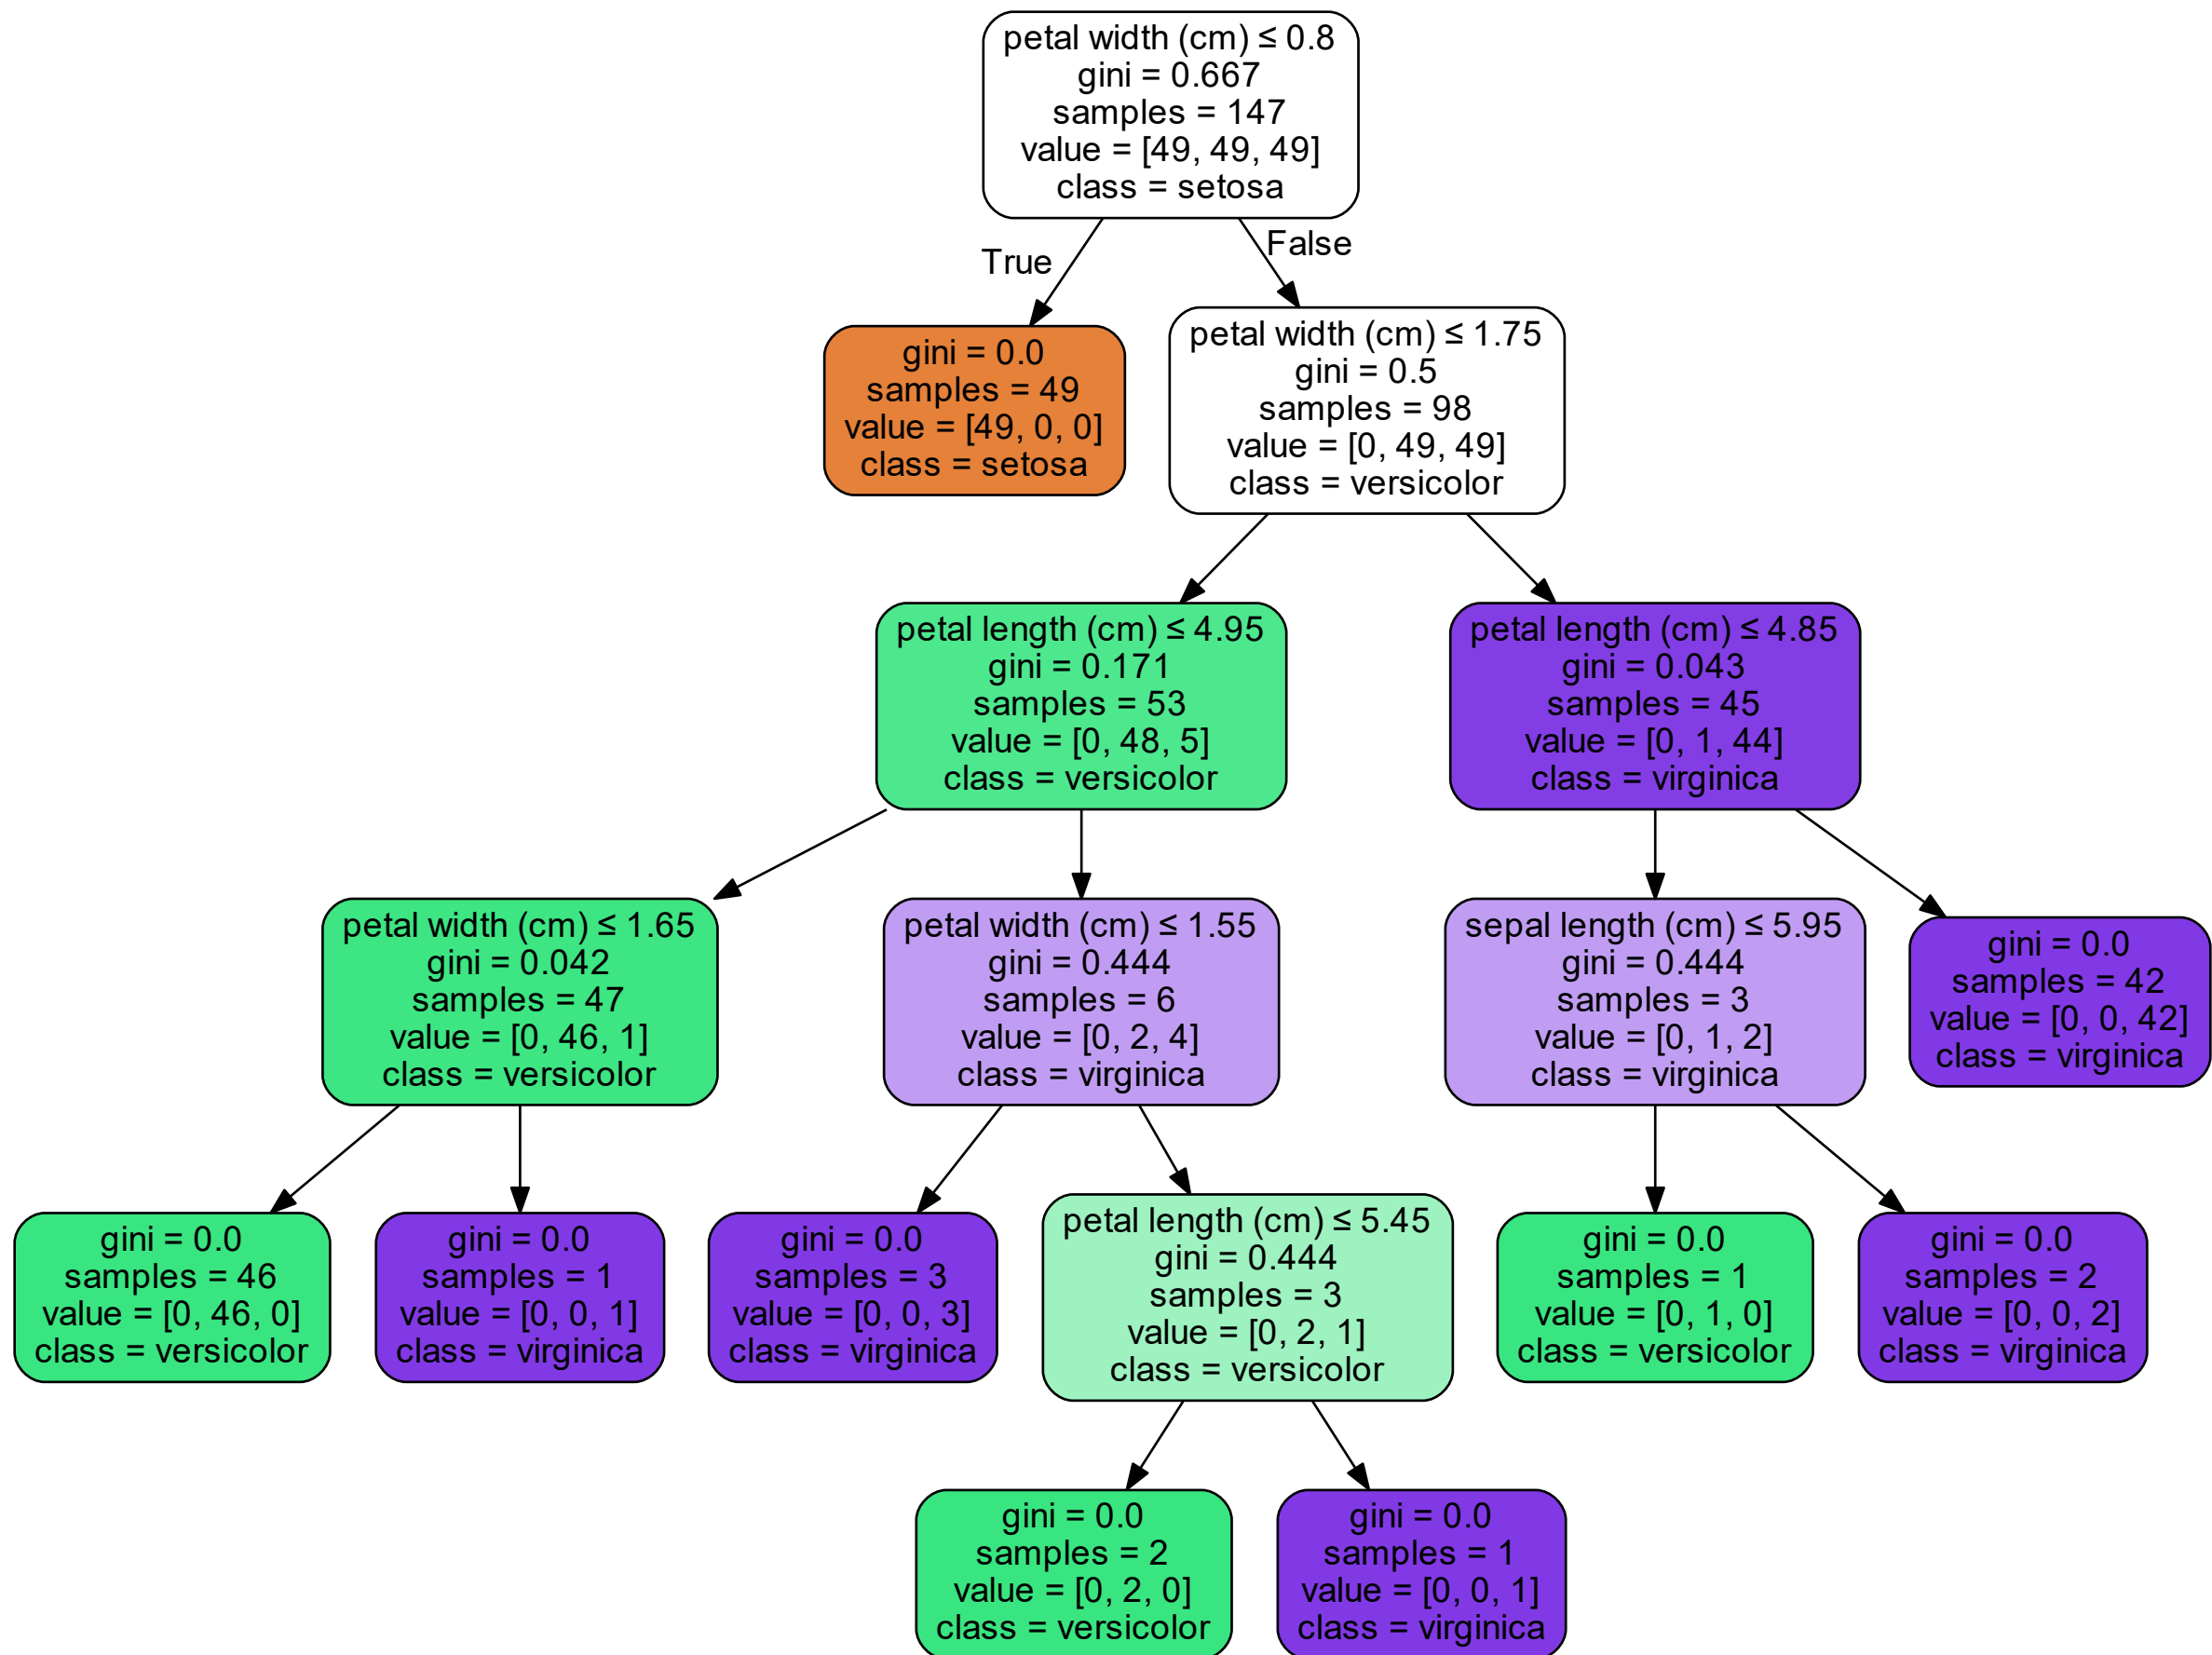 petal width (cm) ≤ 0.8
gini = 0.667
samples = 147
value = [49, 49, 49]
class = setosa
True
False
gini = 0.0
samples = 49
value = [49, 0, 0]
class = setosa
petal width (cm) ≤ 1.75
gini = 0.5
samples = 98
value = [0, 49, 49]
class = versicolor
petal length (cm) ≤ 4.95
gini = 0.171
samples = 53
value = [0, 48, 5]
class = versicolor
petal length (cm) ≤ 4.85
gini = 0.043
samples = 45
value = [0, 1, 44]
class = virginica
petal width (cm) ≤ 1.65
gini = 0.042
samples = 47
value = [0, 46, 1]
class = versicolor
petal width (cm) ≤ 1.55
gini = 0.444
samples = 6
value = [0, 2, 4]
class = virginica
sepal length (cm) ≤ 5.95
gini = 0.444
samples = 3
value = [0, 1, 2]
class = virginica
gini = 0.0
samples = 42
value = [0, 0, 42]
class = virginica
gini = 0.0
samples = 46
value = [0, 46, 0]
class = versicolor
gini = 0.0
samples = 1
value = [0, 0, 1]
class = virginica
gini = 0.0
samples = 3
value = [0, 0, 3]
class = virginica
petal length (cm) ≤ 5.45
gini = 0.444
samples = 3
value = [0, 2, 1]
class = versicolor
gini = 0.0
samples = 1
value = [0, 1, 0]
class = versicolor
gini = 0.0
samples = 2
value = [0, 0, 2]
class = virginica
gini = 0.0
samples = 2
value = [0, 2, 0]
class = versicolor
gini = 0.0
samples = 1
value = [0, 0, 1]
class = virginica